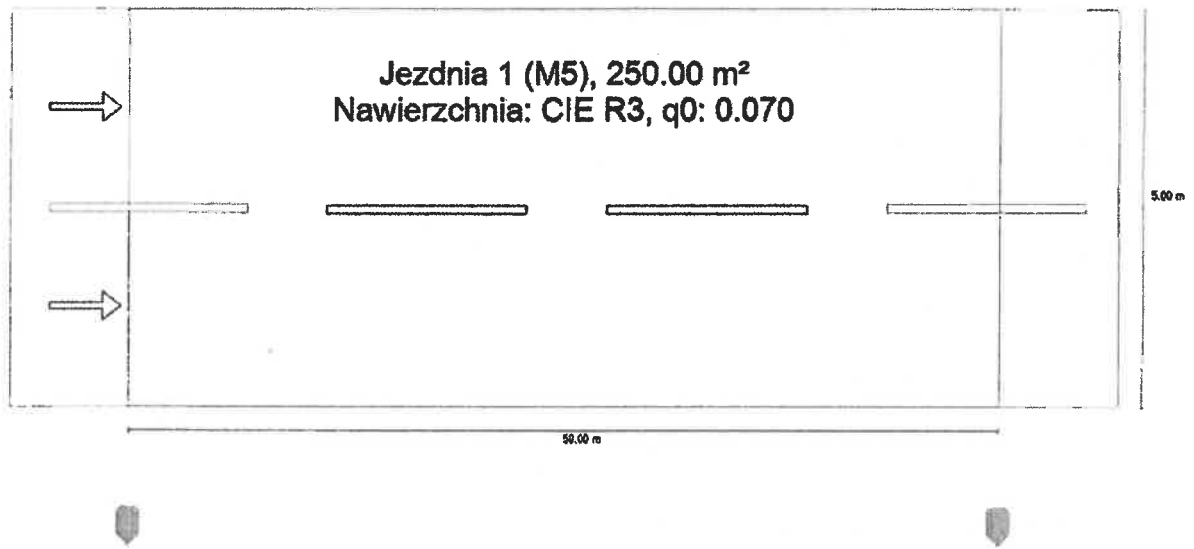 Jezdnia 1 (M5), 250.00 m²
Nawierzchnia: CIE R3, q0: 0.070
5.00 m
50.00 m